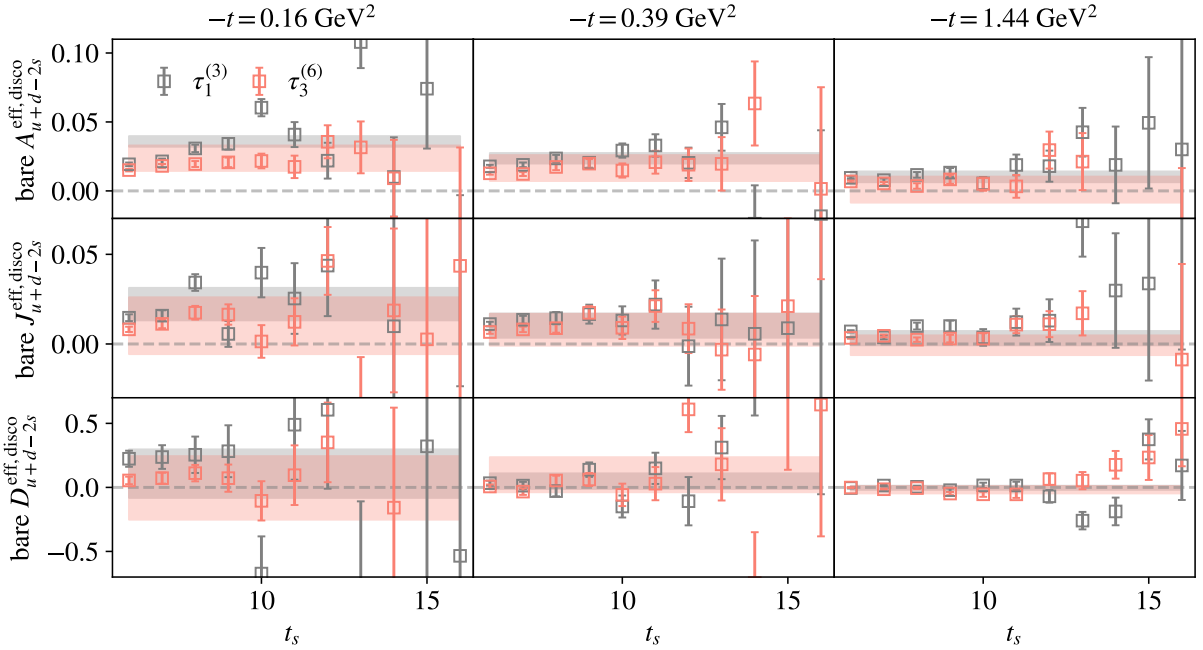 −t = 0.16 GeV² −t = 0.39 GeV² −t = 1.44 GeV²
bare A^{eff, disco}_{u+d−2s}
0.10
0.05
0.00
τ₁⁽³⁾ τ₃⁽⁶⁾
bare J^{eff, disco}_{u+d−2s}
0.05
0.00
bare D^{eff, disco}_{u+d−2s}
0.5
0.0
−0.5
10 15 10 15 10 15
t_s t_s t_s